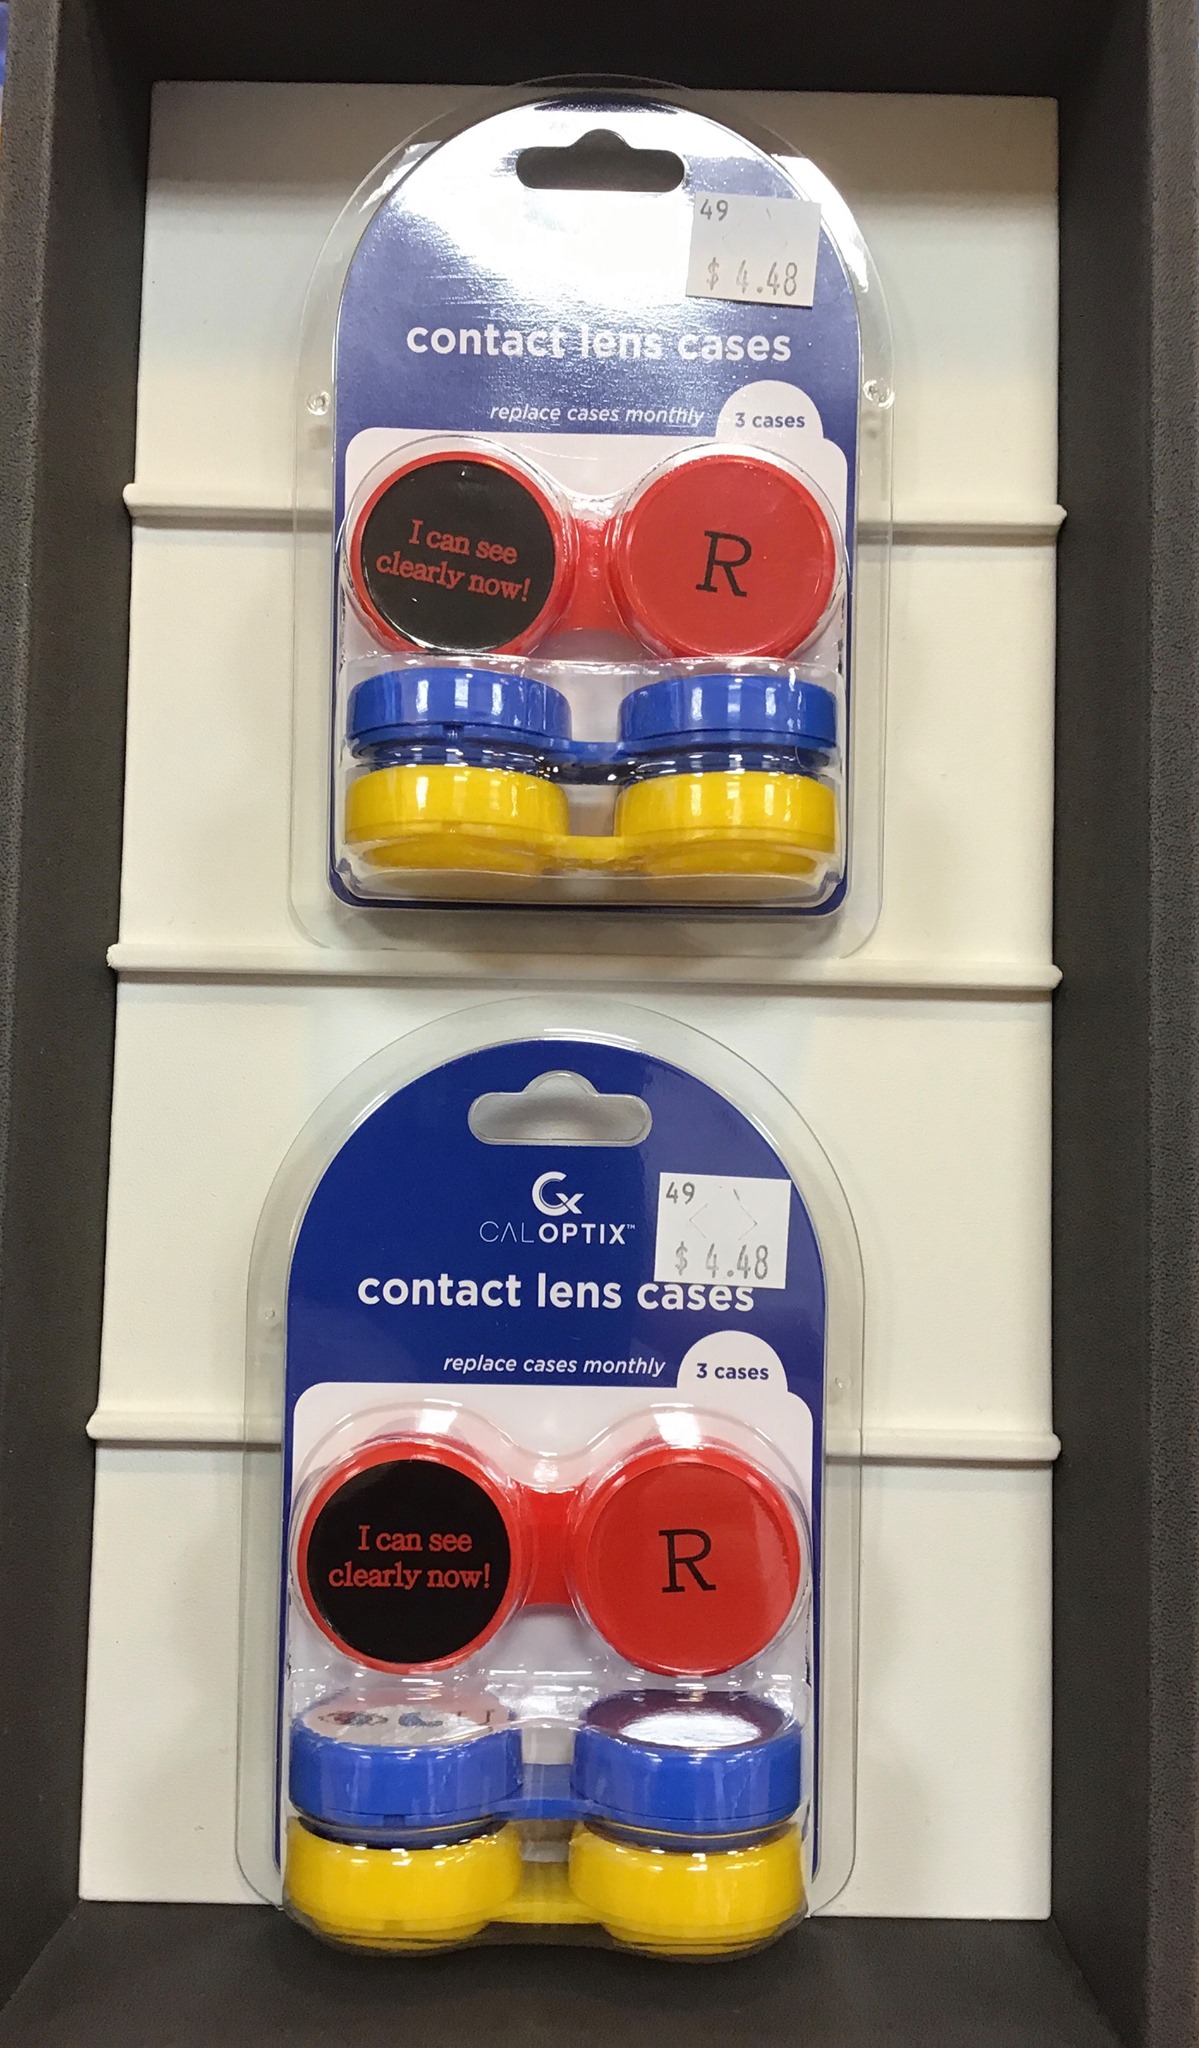 49
$ 4.48
contact lens cases
replace cases monthly
3 cases
I can see
clearly now!
R
Cx
CALOPTIX™
49
$ 4.48
contact lens cases
replace cases monthly
3 cases
I can see
clearly now!
R